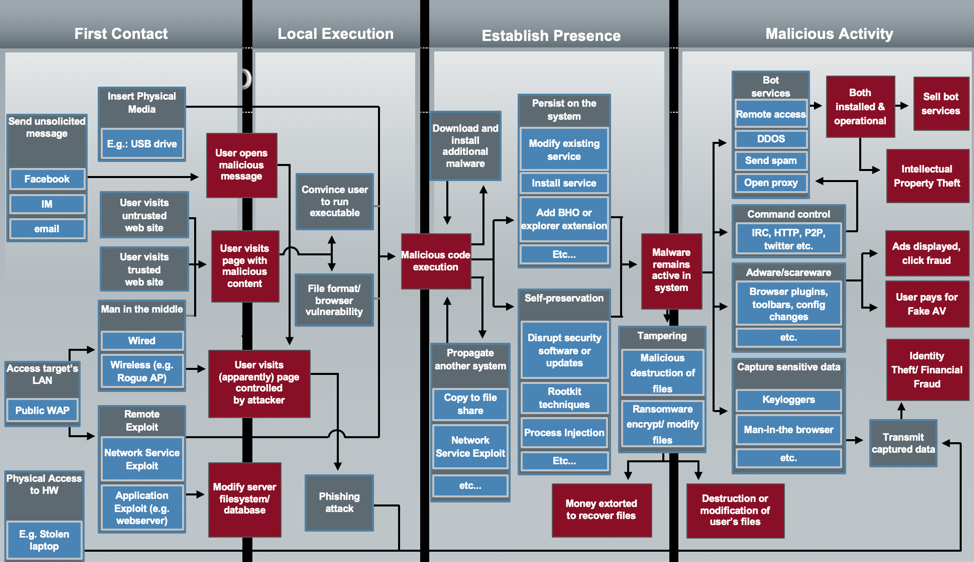 First Contact
Local Execution
Establish Presence
Malicious Activity
Send unsolicited
message
Facebook
IM
email
Insert Physical
Media
E.g.: USB drive
User visits
untrusted
web site
User visits
trusted
web site
Man in the middle
Wired
Wireless (e.g.
Rogue AP)
Access target's
LAN
Public WAP
Remote
Exploit
Network Service
Exploit
Application
Exploit (e.g.
webserver)
Physical Access
to HW
E.g. Stolen
laptop
User opens
malicious
message
User visits
page with
malicious
content
User visits
(apparently) page
controlled
by attacker
Modify server
filesystem/
database
Convince user
to run
executable
File format/
browser
vulnerability
Phishing
attack
Download and
install
additional
malware
Malicious code
execution
Propagate
another system
Copy to file
share
Network
Service Exploit
etc...
Persist on the
system
Modify existing
service
Install service
Add BHO or
explorer extension
Etc...
Self-preservation
Disrupt security
software or
updates
Rootkit
techniques
Process Injection
Etc...
Malware
remains
active in
system
Tampering
Malicious
destruction of
files
Ransomware
encrypt/ modify
files
Money extorted
to recover files
Destruction or
modification of
user's files
Bot
services
Remote access
DDOS
Send spam
Open proxy
Command control
IRC, HTTP, P2P,
twitter etc.
Adware/scareware
Browser plugins,
toolbars, config
changes
etc.
Capture sensitive data
Keyloggers
Man-in-the browser
etc.
Both
installed &
operational
Sell bot
services
Intellectual
Property Theft
Ads displayed,
click fraud
User pays for
Fake AV
Identity
Theft/ Financial
Fraud
Transmit
captured data